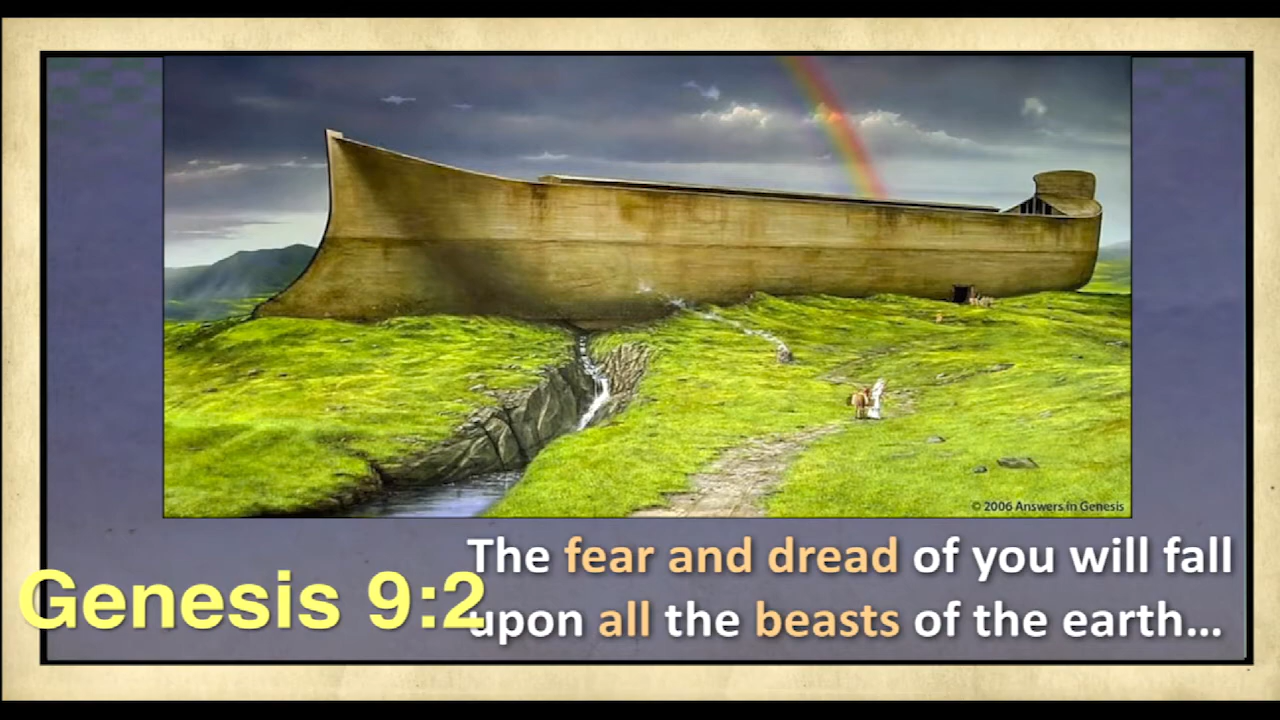 © 2006 Answers in Genesis
The fear and dread of you will fall
Genesis 9:2
upon all the beasts of the earth...